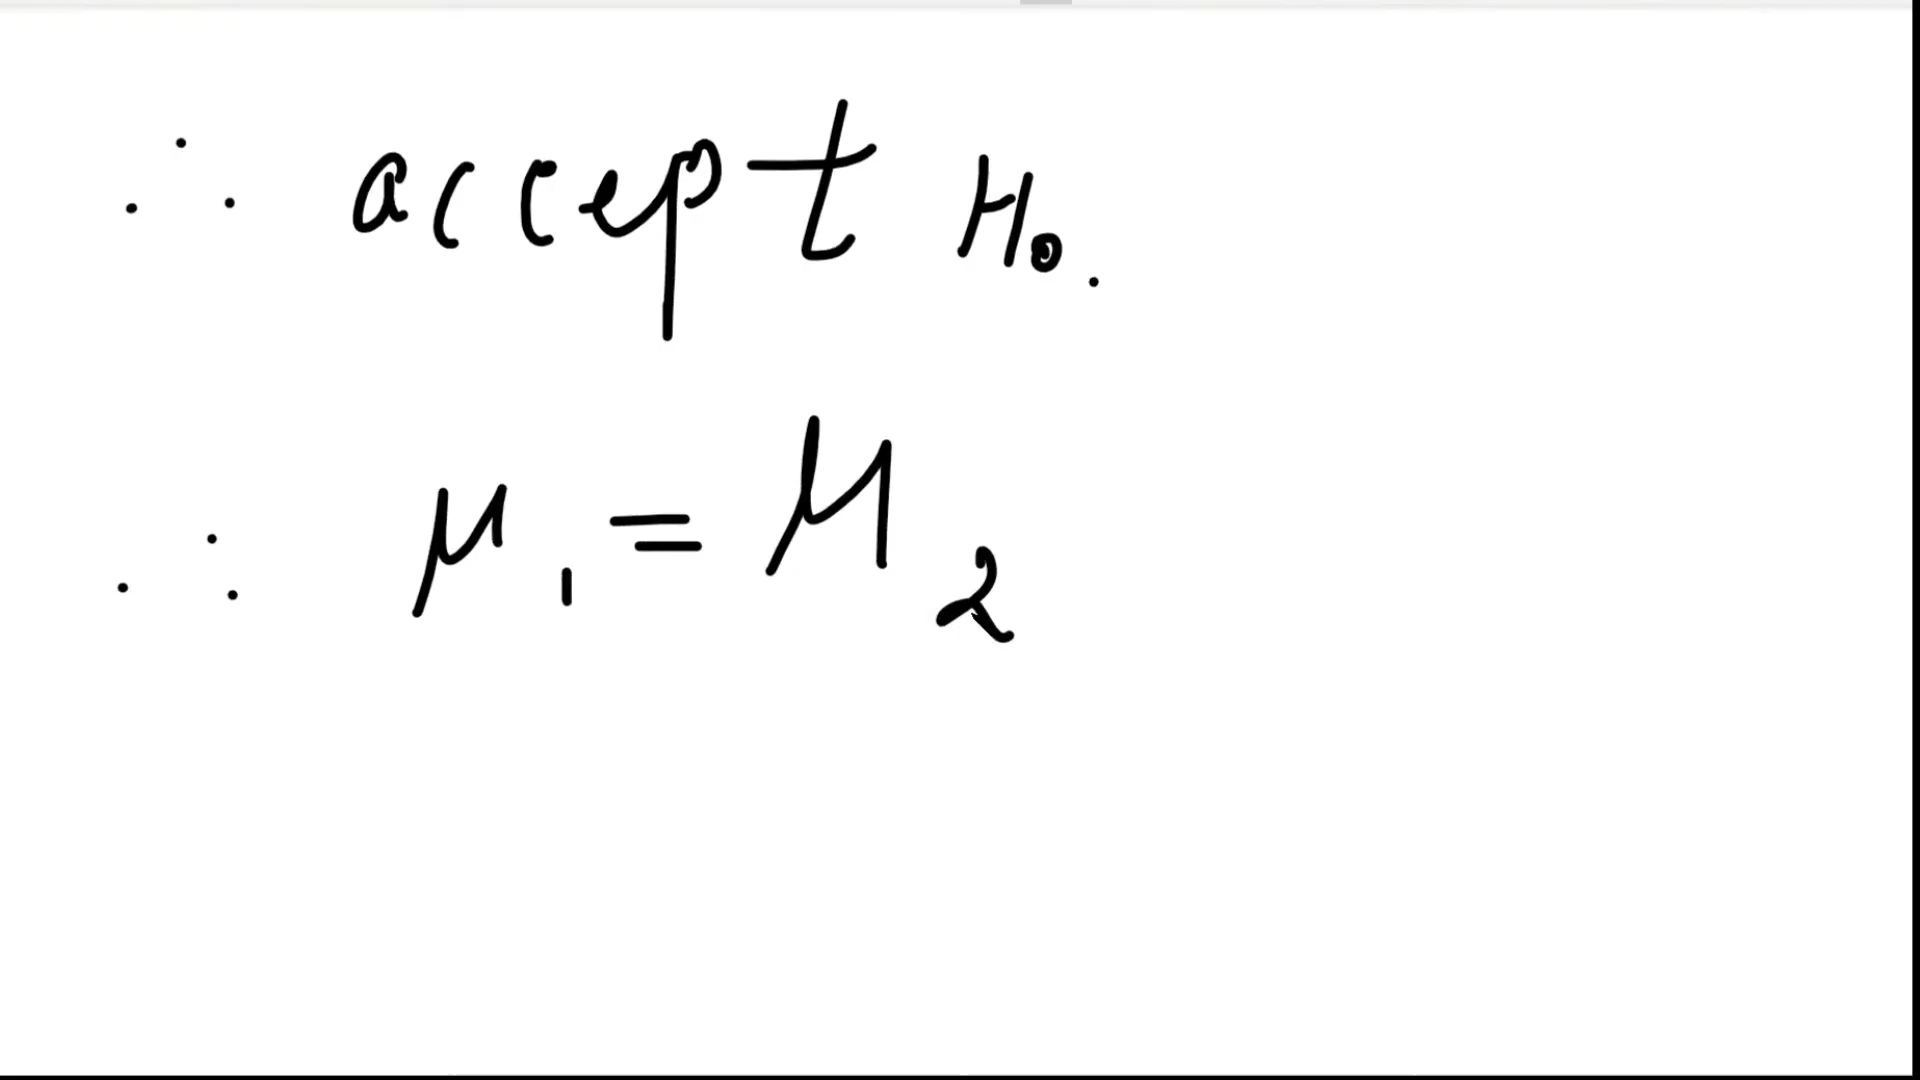 ∴ accept H₀.
∴ μ₁ = μ₂